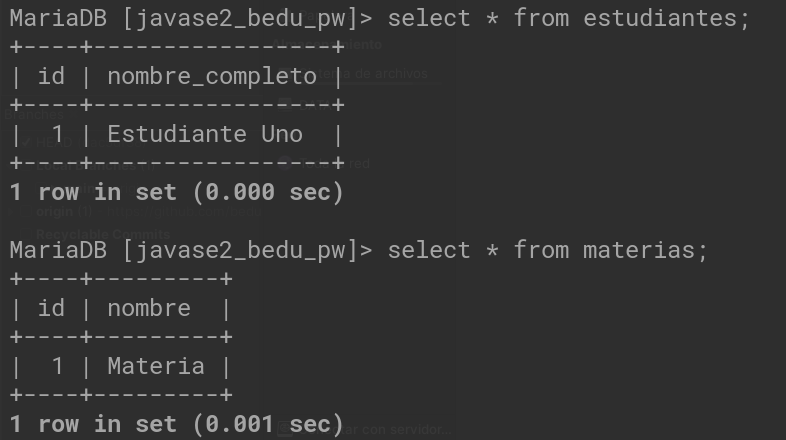 MariaDB [javase2_bedu_pw]> select * from estudiantes;
+----+-----------------+
| id | nombre_completo |
+----+-----------------+
|  1 | Estudiante Uno  |
+----+-----------------+
1 row in set (0.000 sec)
MariaDB [javase2_bedu_pw]> select * from materias;
+----+---------+
| id | nombre  |
+----+---------+
|  1 | Materia |
+----+---------+
1 row in set (0.001 sec)